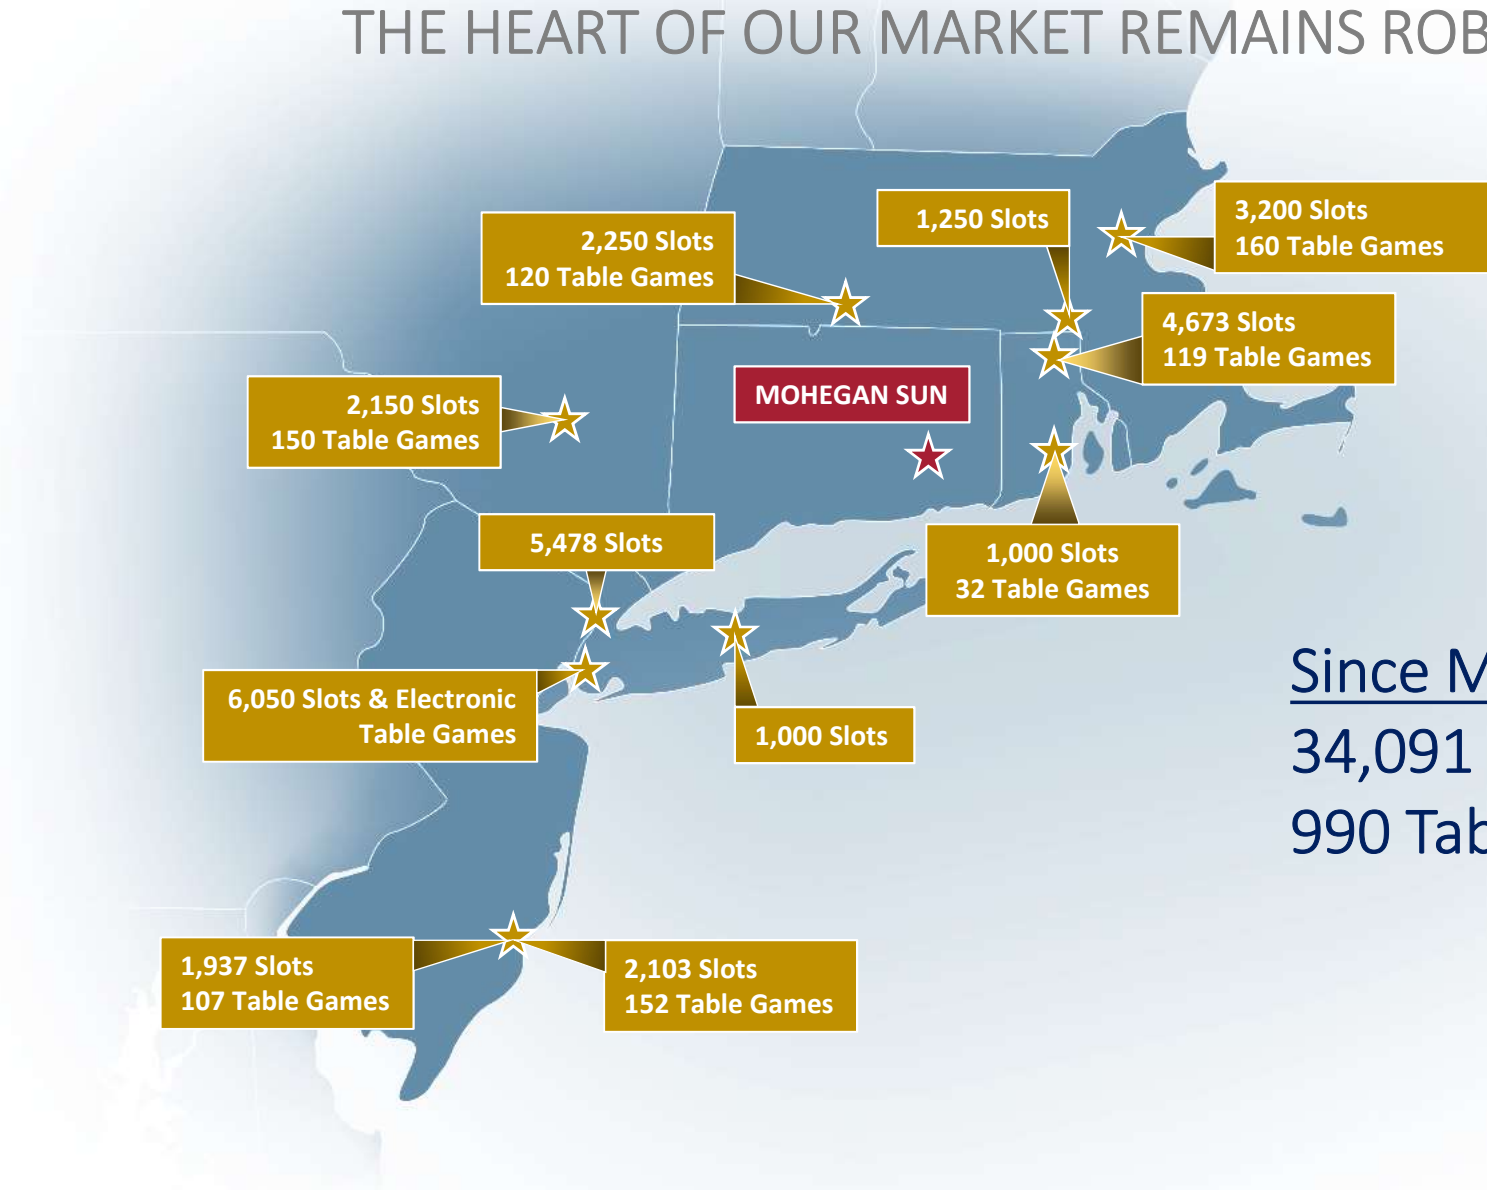 THE HEART OF OUR MARKET REMAINS ROB
1,250 Slots
3,200 Slots
160 Table Games
2,250 Slots
120 Table Games
4,673 Slots
119 Table Games
MOHEGAN SUN
2,150 Slots
150 Table Games
5,478 Slots
1,000 Slots
32 Table Games
6,050 Slots & Electronic
Table Games
1,000 Slots
Since M
34,091
990 Tab
1,937 Slots
107 Table Games
2,103 Slots
152 Table Games